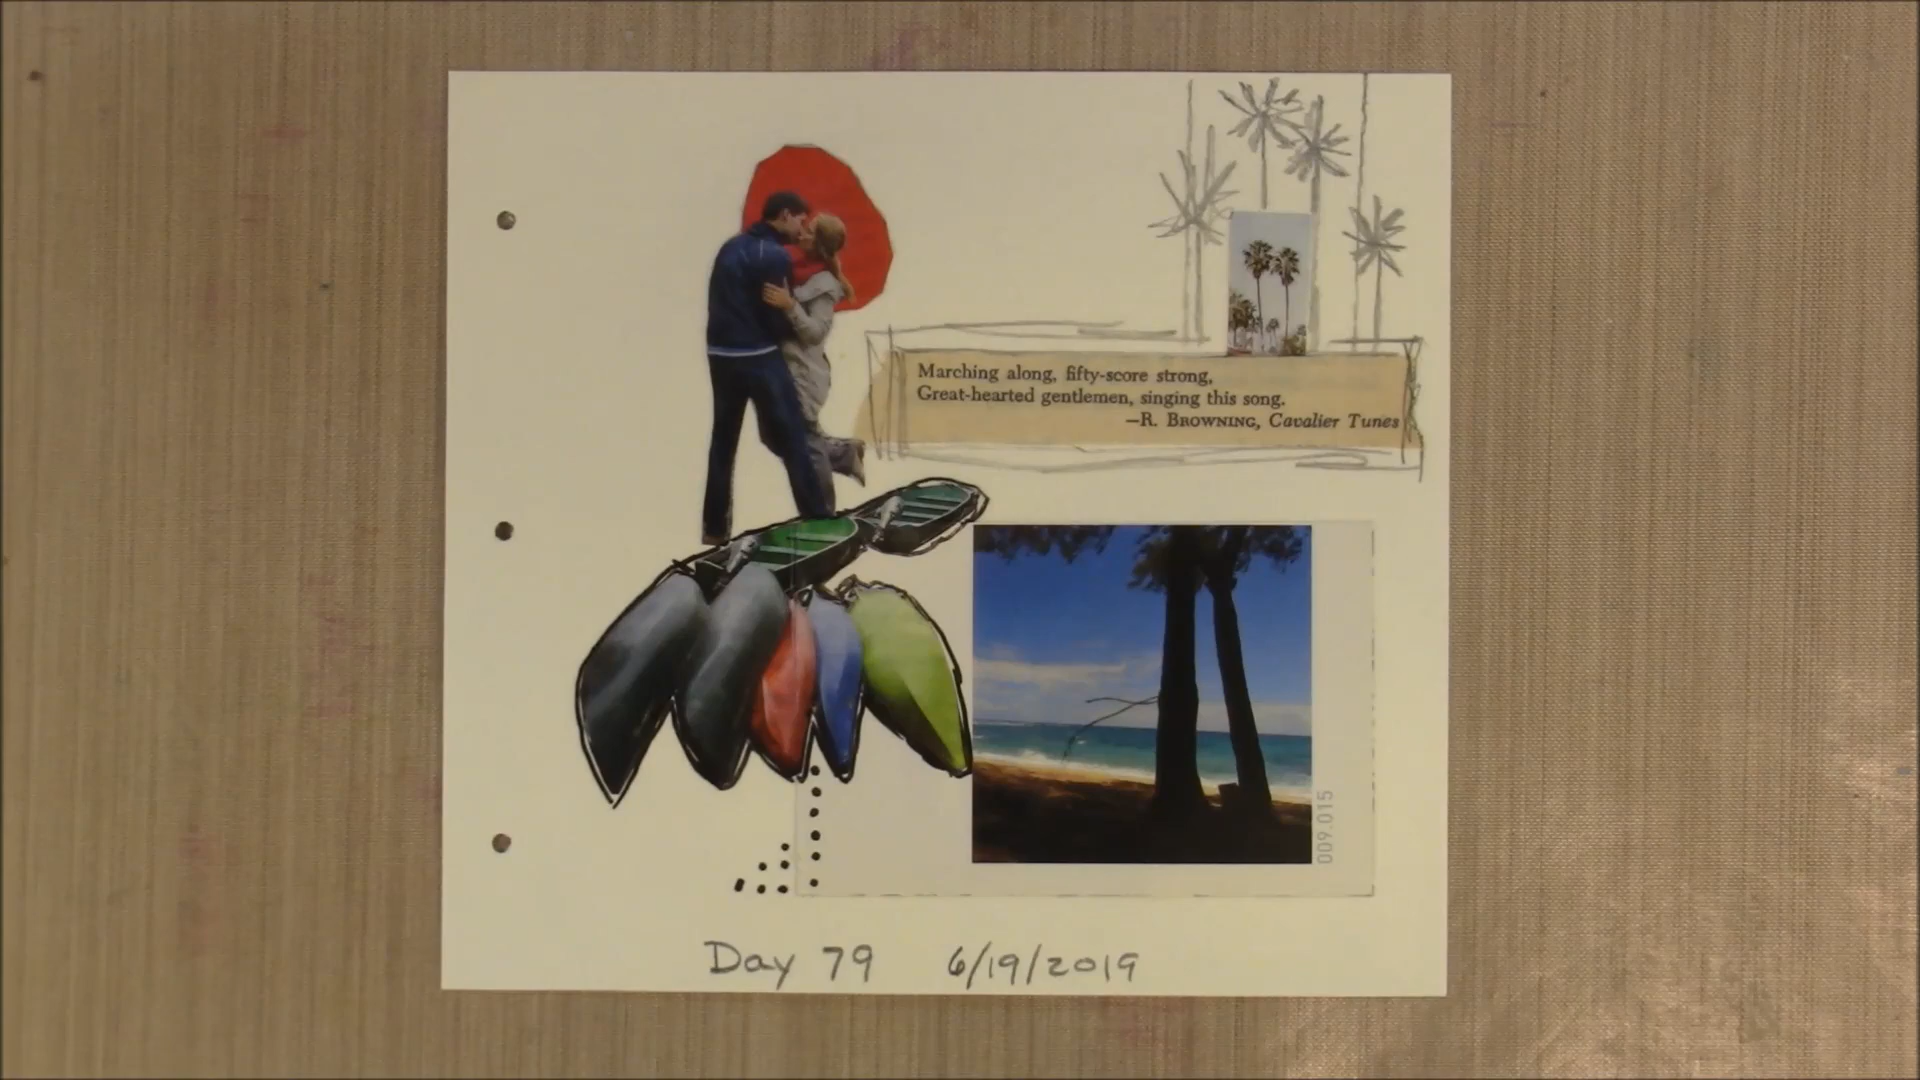 Marching along, fifty-score strong,
Great-hearted gentlemen, singing this song.
—R. BROWNING, Cavalier Tunes
009.015
Day 79 6/19/2019